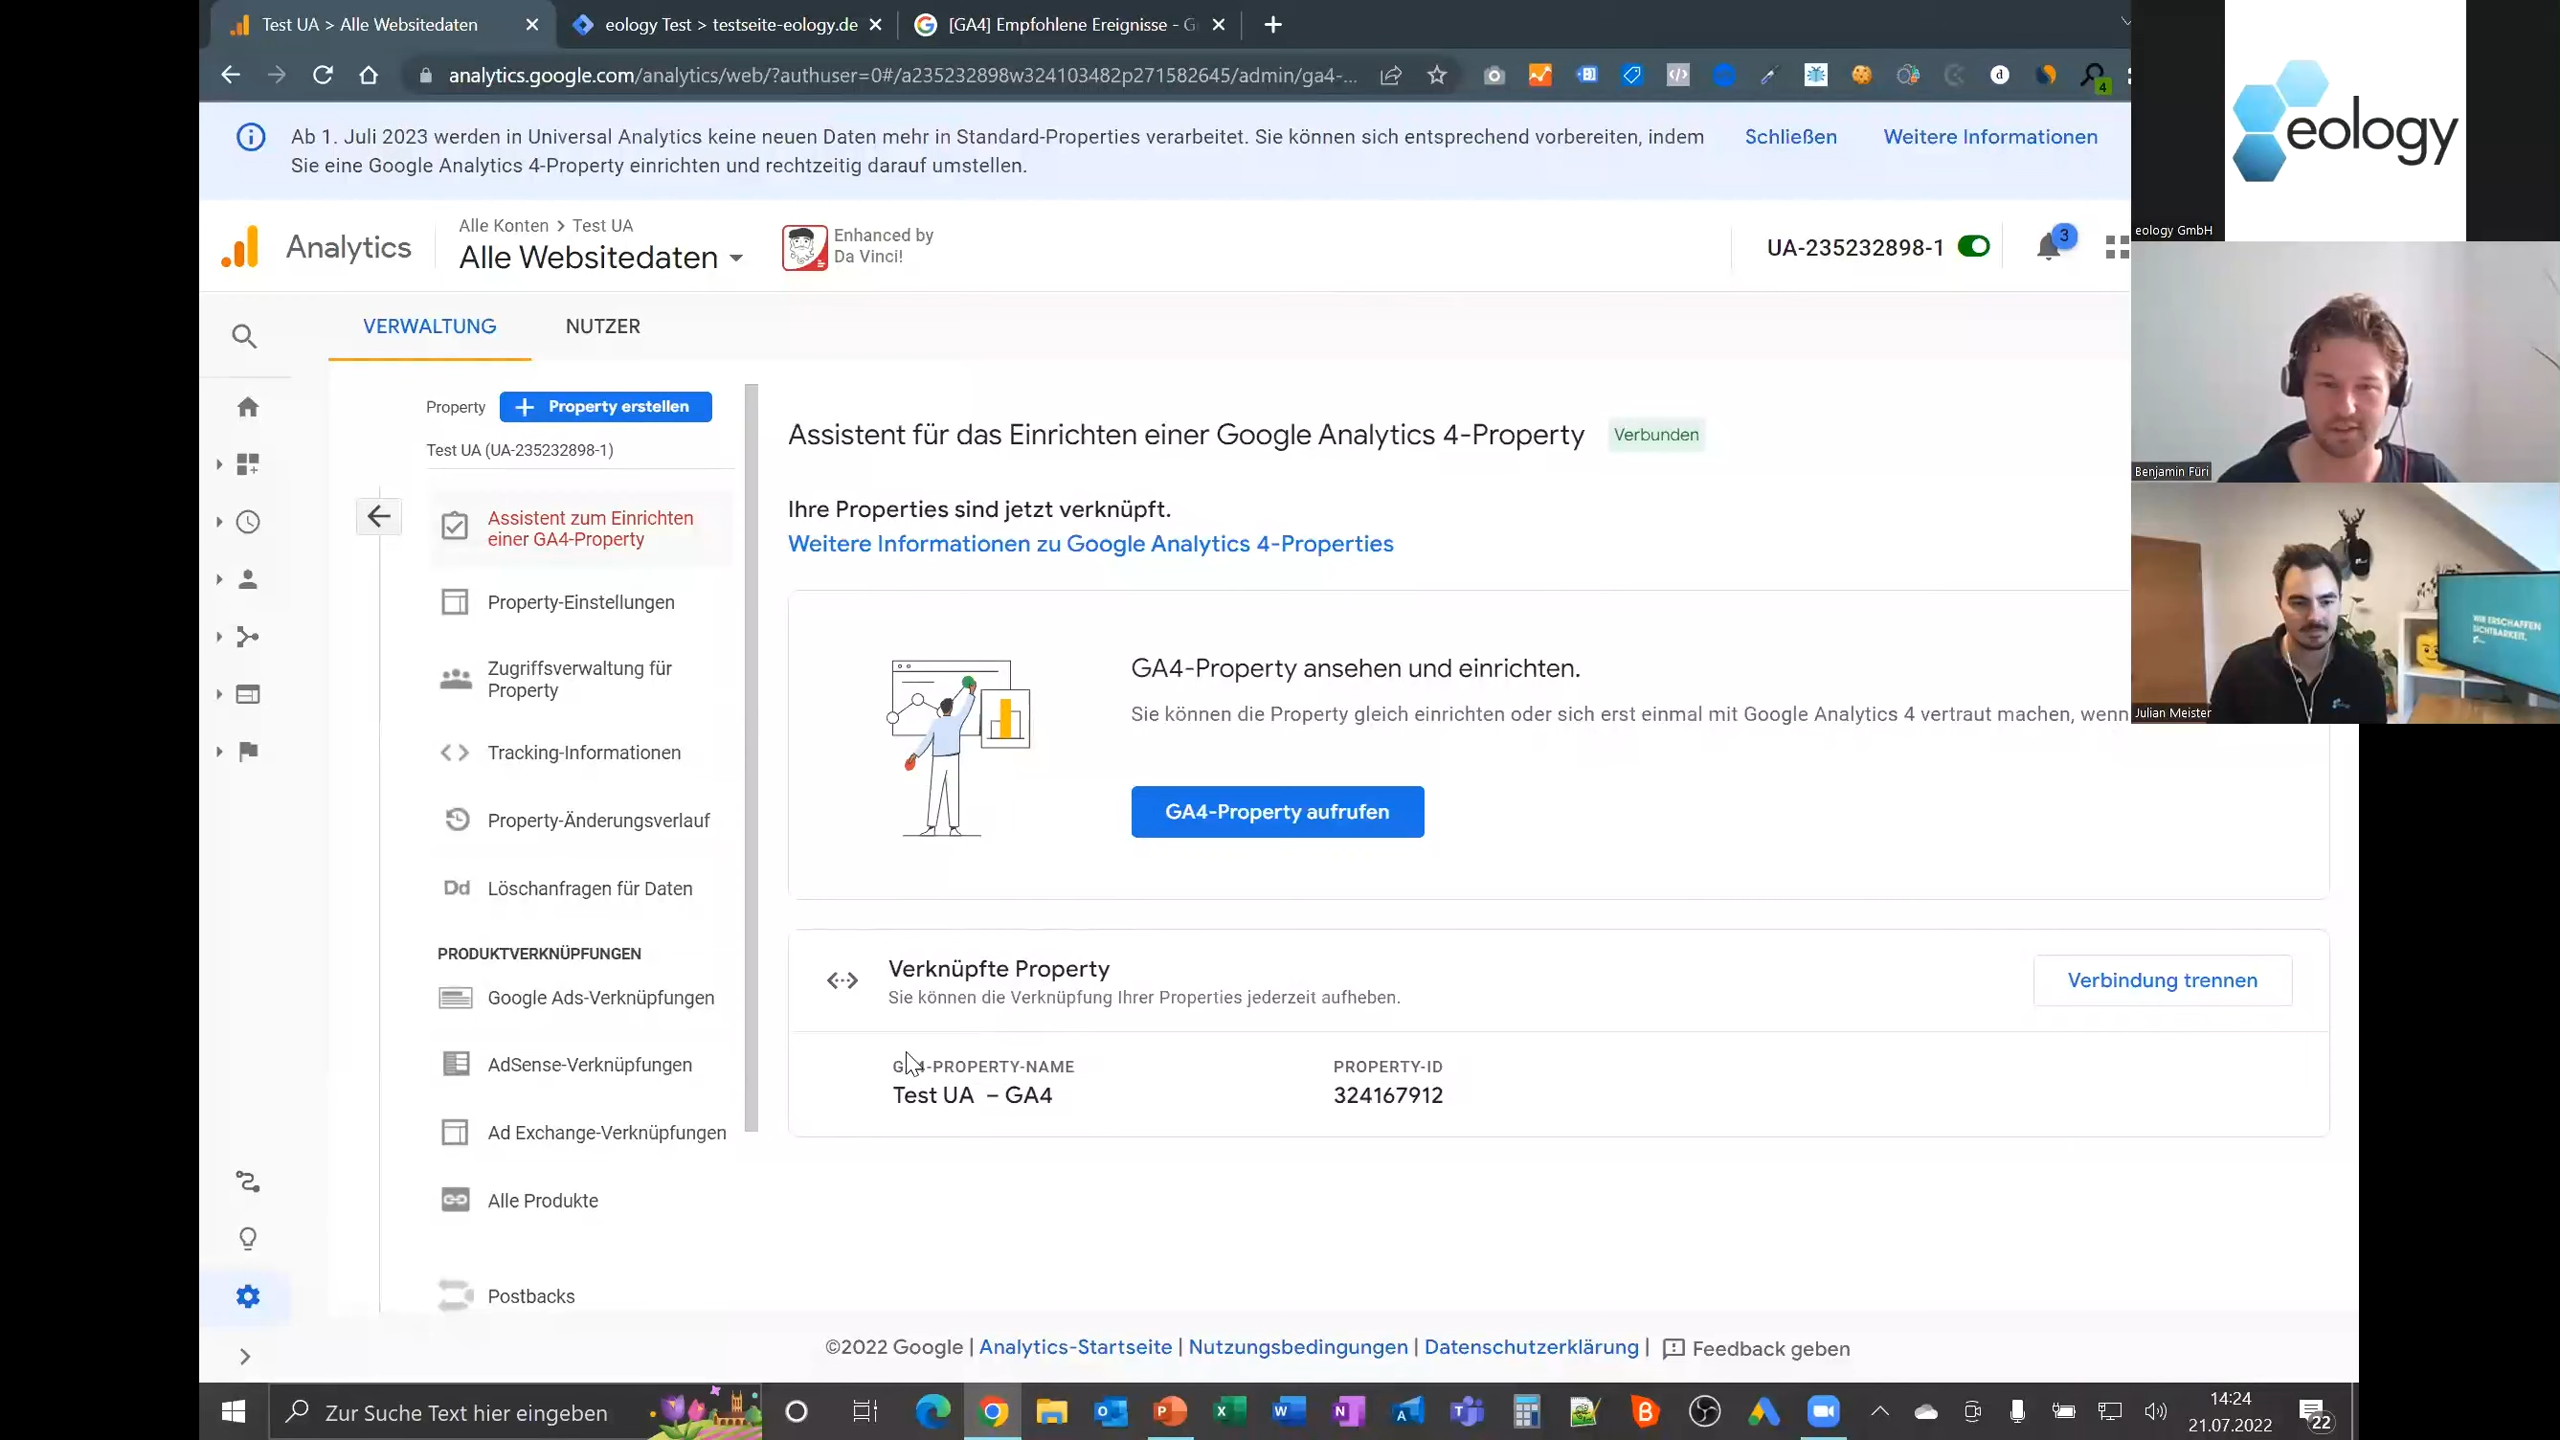 Test UA > Alle Websitedaten
eology Test > testseite-eology.de
[GA4] Empfohlene Ereignisse - G
analytics.google.com/analytics/web/?authuser=0#/a235232898w324103482p271582645/admin/ga4-...
4
Ab 1. Juli 2023 werden in Universal Analytics keine neuen Daten mehr in Standard-Properties verarbeitet. Sie können sich entsprechend vorbereiten, indem
Sie eine Google Analytics 4-Property einrichten und rechtzeitig darauf umstellen.
Schließen
Weitere Informationen
Analytics
Alle Konten > Test UA
Alle Websitedaten
Enhanced by
Da Vinci!
UA-235232898-1
3
VERWALTUNG
NUTZER
Property
Property erstellen
Test UA (UA-235232898-1)
Assistent zum Einrichten
einer GA4-Property
Property-Einstellungen
Zugriffsverwaltung für
Property
Tracking-Informationen
Property-Änderungsverlauf
Dd Löschanfragen für Daten
PRODUKTVERKNÜPFUNGEN
Google Ads-Verknüpfungen
AdSense-Verknüpfungen
Ad Exchange-Verknüpfungen
Alle Produkte
Postbacks
Assistent für das Einrichten einer Google Analytics 4-Property
Verbunden
Ihre Properties sind jetzt verknüpft.
Weitere Informationen zu Google Analytics 4-Properties
GA4-Property ansehen und einrichten.
Sie können die Property gleich einrichten oder sich erst einmal mit Google Analytics 4 vertraut machen, wenn
GA4-Property aufrufen
Verknüpfte Property
Sie können die Verknüpfung Ihrer Properties jederzeit aufheben.
Verbindung trennen
GA4-PROPERTY-NAME
Test UA – GA4
PROPERTY-ID
324167912
©2022 Google | Analytics-Startseite | Nutzungsbedingungen | Datenschutzerklärung | Feedback geben
eology
eology GmbH
Benjamin Füri
WIR ERSCHAFFEN
SICHTBARKEIT.
Julian Meister
Zur Suche Text hier eingeben
14:24
21.07.2022
22